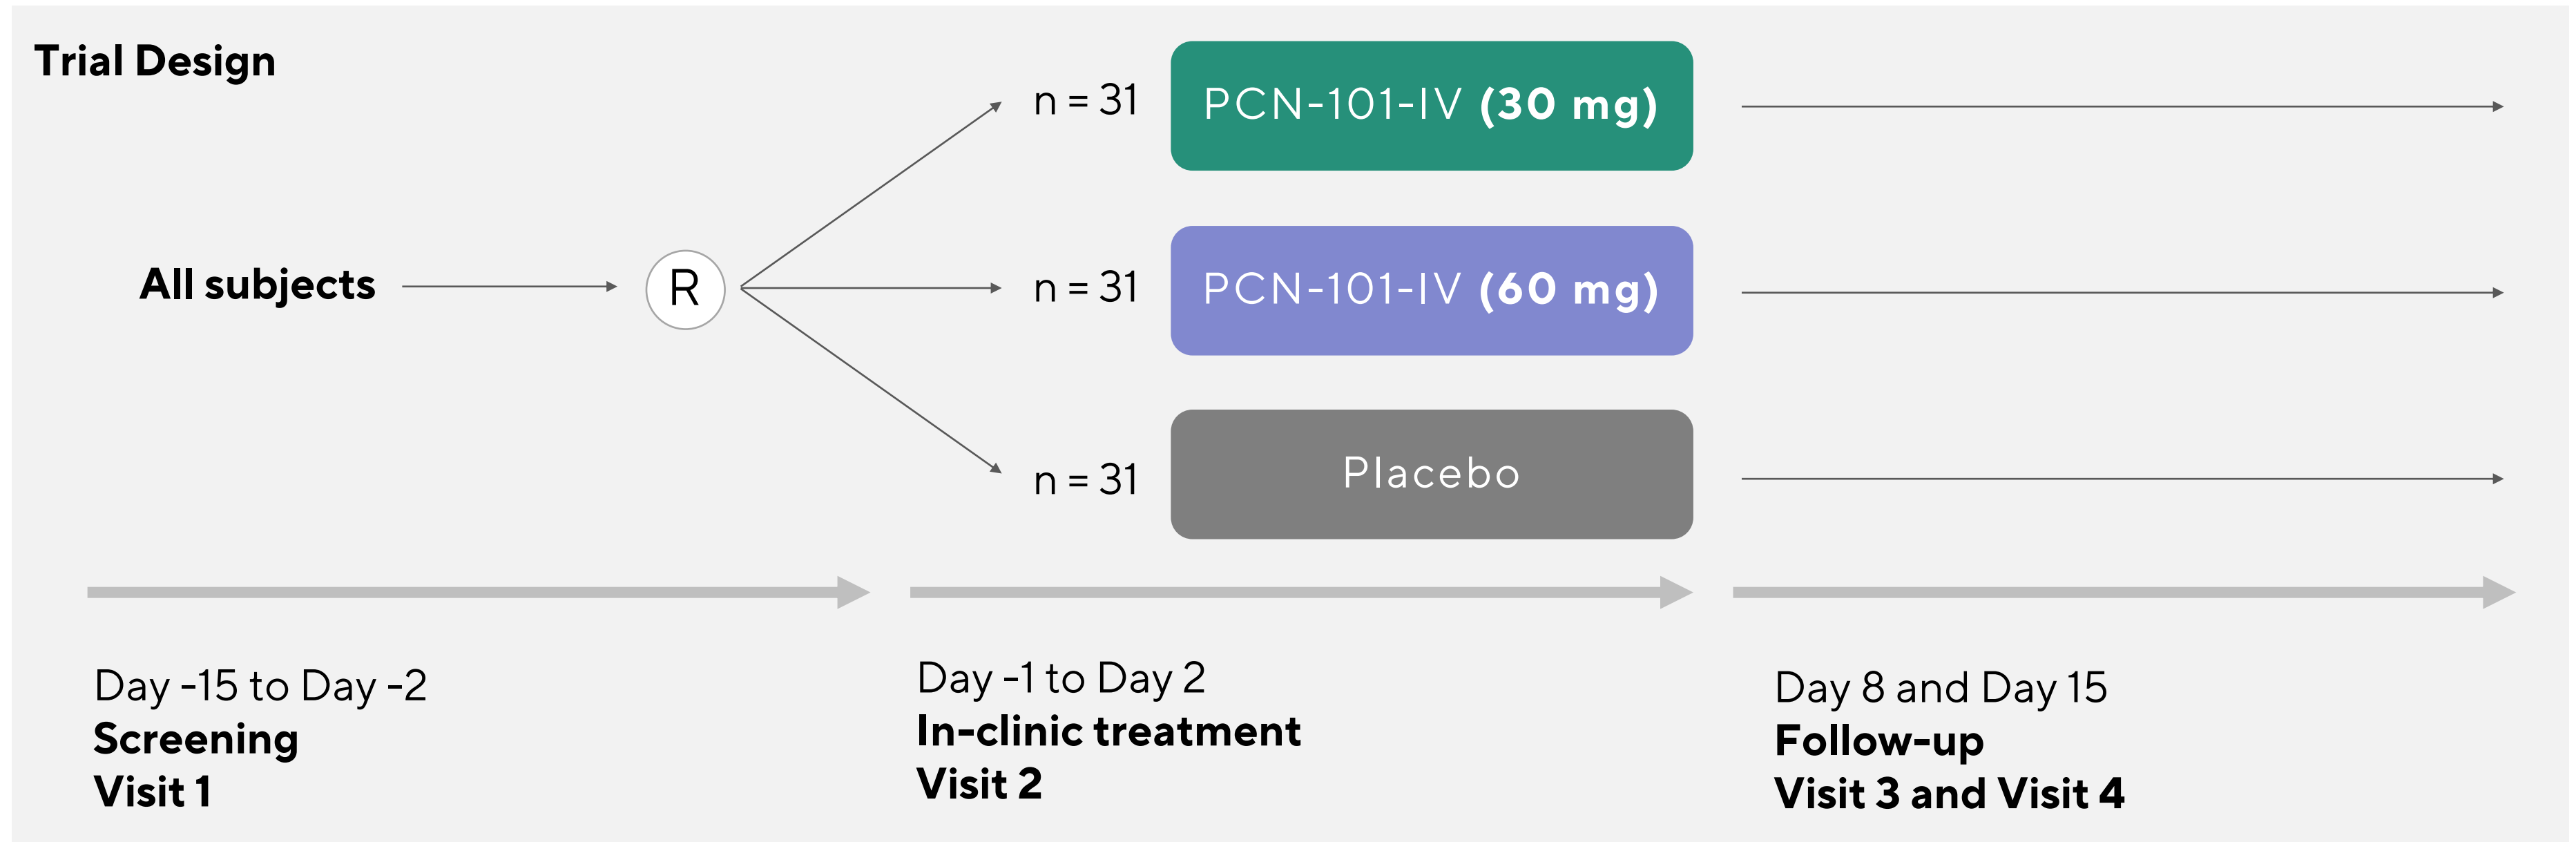 Trial Design
n = 31
PCN-101-IV (30 mg)
All subjects
R
n = 31
PCN-101-IV (60 mg)
n = 31
Placebo
Day -15 to Day -2
Screening
Visit 1
Day -1 to Day 2
In-clinic treatment
Visit 2
Day 8 and Day 15
Follow-up
Visit 3 and Visit 4